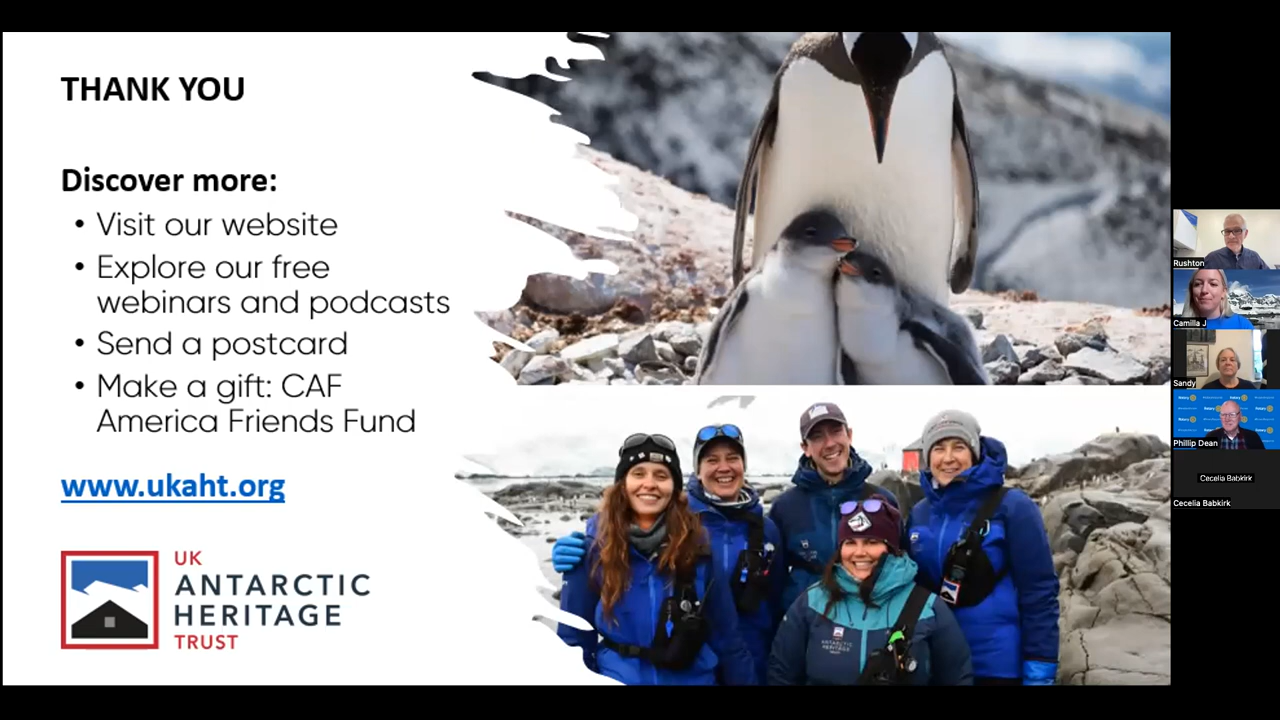 THANK YOU
Discover more:
• Visit our website
• Explore our free
webinars and podcasts
• Send a postcard
• Make a gift: CAF
America Friends Fund
www.ukaht.org
UK
ANTARCTIC
HERITAGE
TRUST
Rushton
Camilla J
Sandy
Phillip Dean
Cecelia Babkirk
Cecelia Babkirk